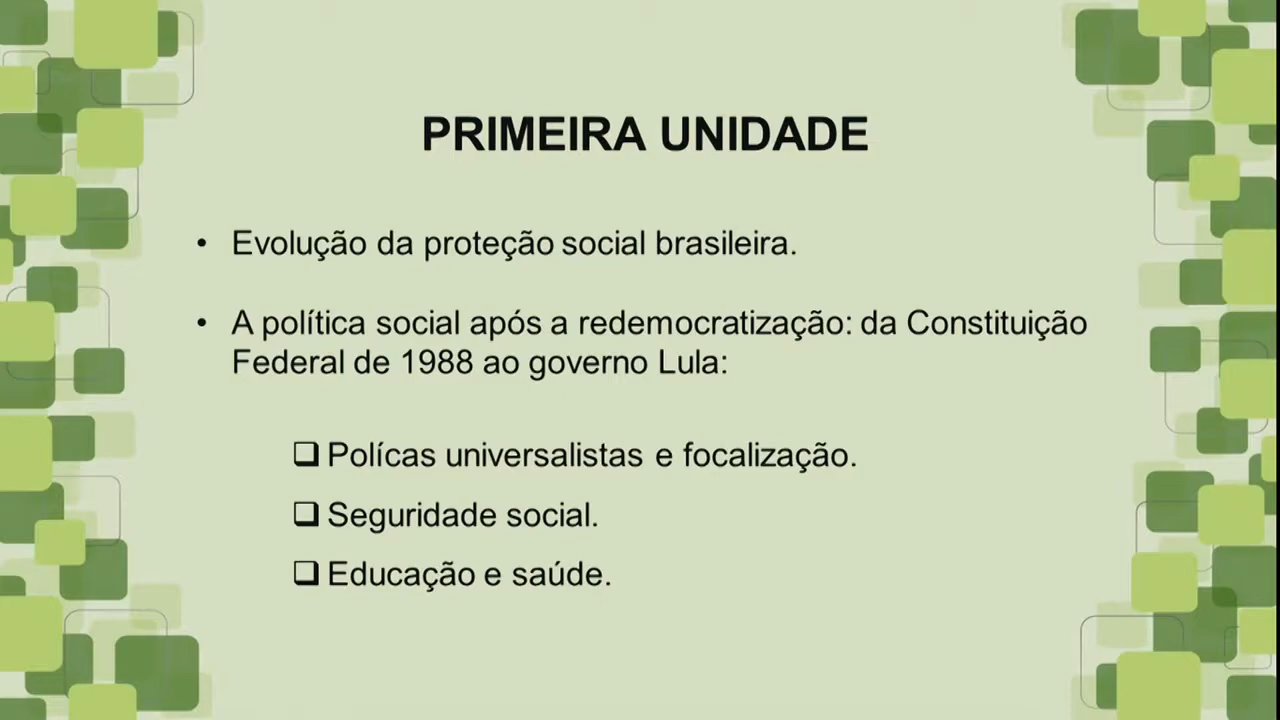 PRIMEIRA UNIDADE
• Evolução da proteção social brasileira.
• A política social após a redemocratização: da Constituição
Federal de 1988 ao governo Lula:
❑ Polícas universalistas e focalização.
❑ Seguridade social.
❑ Educação e saúde.